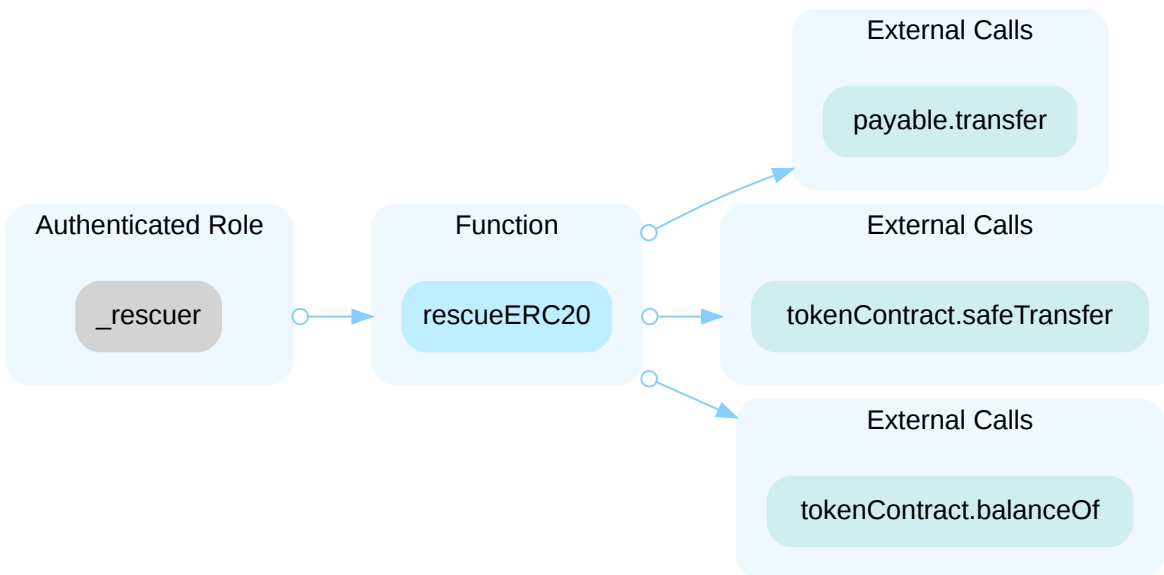 External Calls
payable.transfer
Authenticated Role
_rescuer
Function
rescueERC20
External Calls
tokenContract.safeTransfer
External Calls
tokenContract.balanceOf